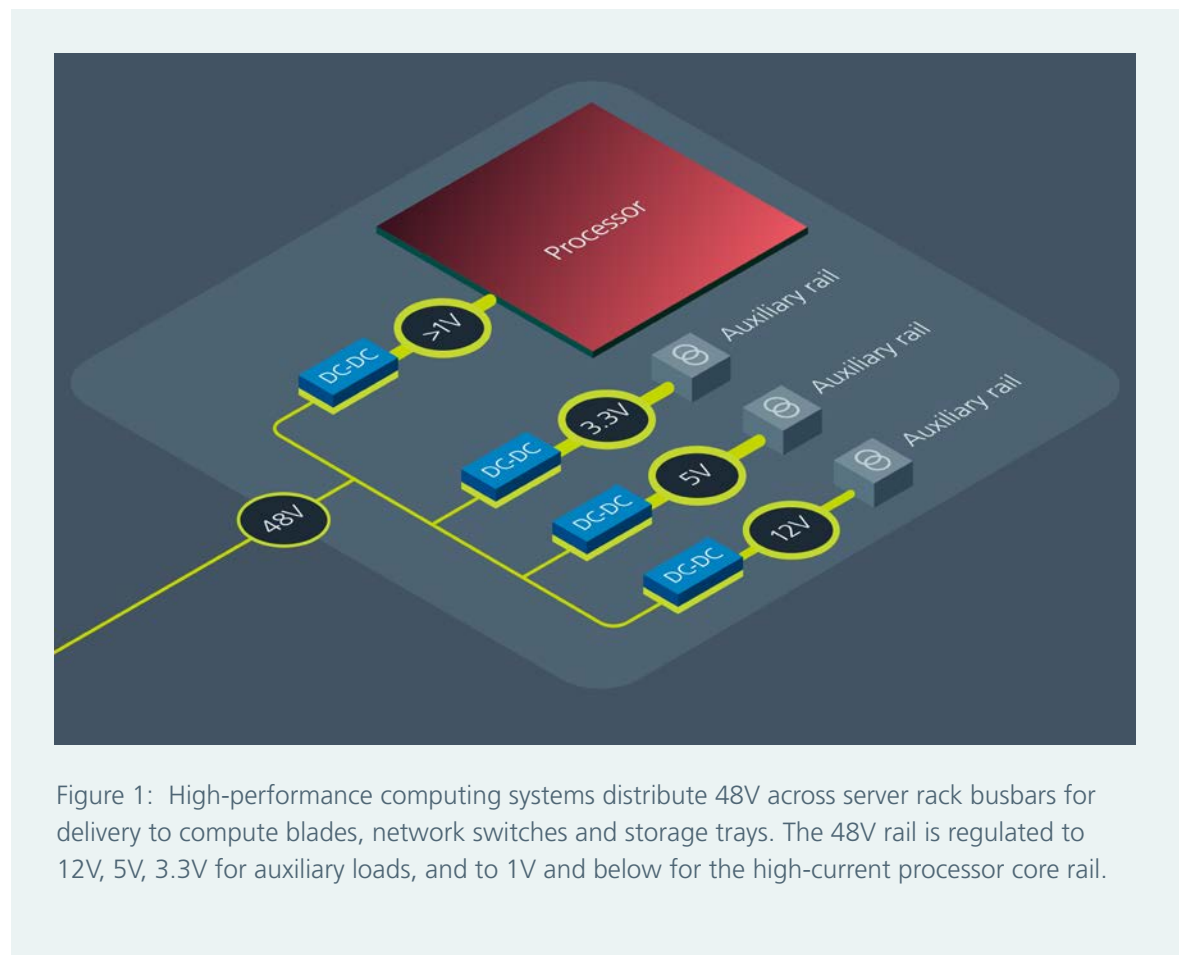 Processor
>1V
DC-DC
Auxiliary rail
3.3V
DC-DC
Auxiliary rail
5V
DC-DC
Auxiliary rail
12V
DC-DC
48V
Figure 1: High-performance computing systems distribute 48V across server rack busbars for
delivery to compute blades, network switches and storage trays. The 48V rail is regulated to
12V, 5V, 3.3V for auxiliary loads, and to 1V and below for the high-current processor core rail.